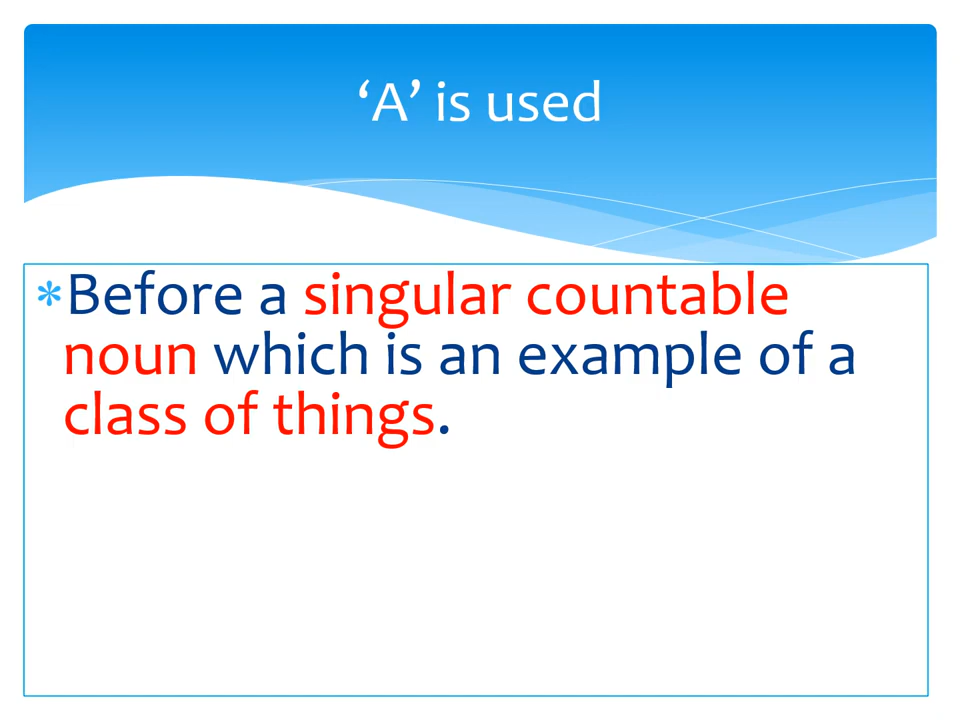 ‘A’ is used
*Before a singular countable
noun which is an example of a
class of things.